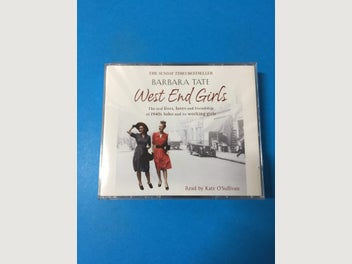 THE SUNDAY TIMES BESTSELLER
BARBARA TATE
West End Girls
The real lives, loves and friendships
of 1940s Soho and its working girls
Read by Kate O'Sullivan